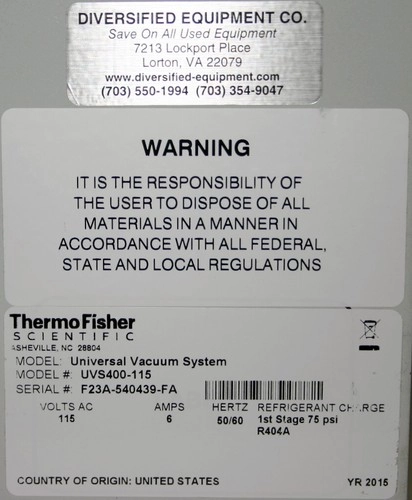 DIVERSIFIED EQUIPMENT CO.
Save On All Used Equipment
7213 Lockport Place
Lorton, VA 22079
www.diversified-equipment.com
(703) 550-1994 (703) 354-9047
WARNING
IT IS THE RESPONSIBILITY OF
THE USER TO DISPOSE OF ALL
MATERIALS IN A MANNER IN
ACCORDANCE WITH ALL FEDERAL,
STATE AND LOCAL REGULATIONS
ThermoFisher
SCIENTIFIC
ASHEVILLE, NC 28804
MODEL: Universal Vacuum System
MODEL #: UVS400-115
SERIAL #: F23A-540439-FA
VOLTS AC AMPS HERTZ REFRIGERANT CHARGE
115 6 50/60 1st Stage 75 psi
R404A
COUNTRY OF ORIGIN: UNITED STATES YR 2015